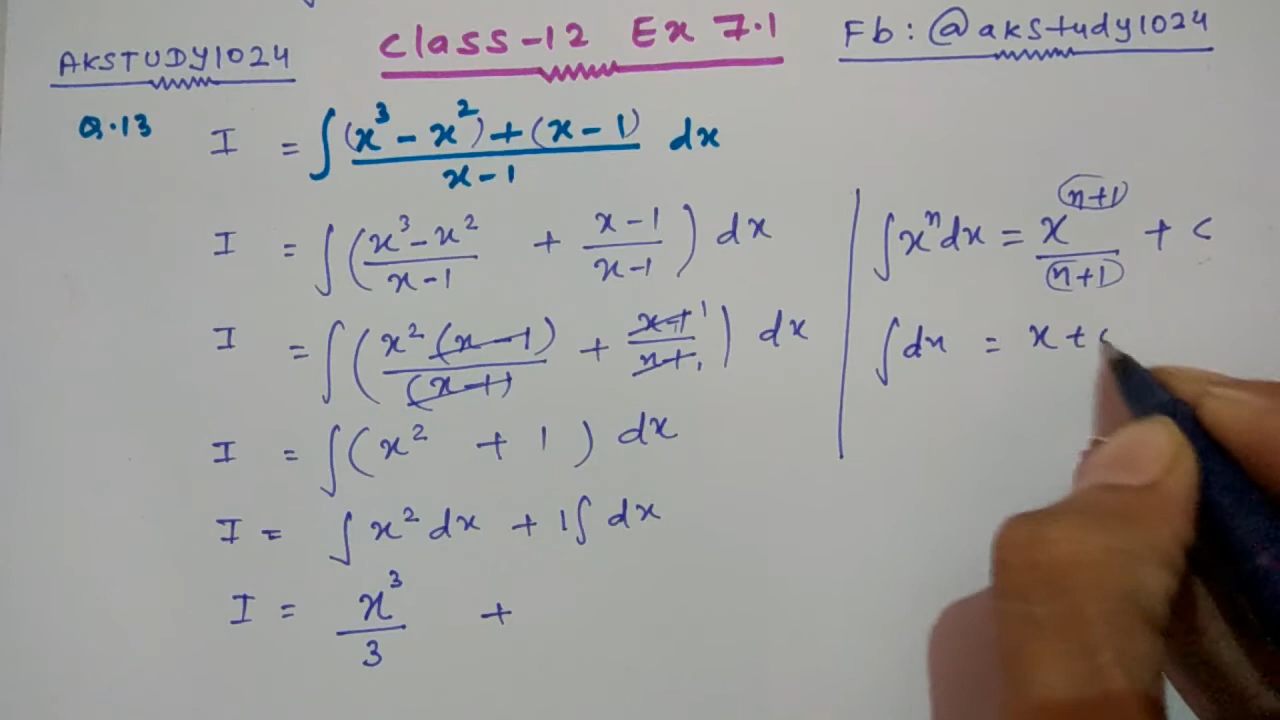 AKSTUDY1024 Class-12 Ex 7.1 Fb: @akstudy1024
Q.13 I = ∫ (x³ - x²) + (x - 1) / x - 1 dx
I = ∫ ( x³ - x² / x - 1 + x - 1 / x - 1 ) dx
I = ∫ ( x² (x - 1) / (x - 1) + x - 1 / x - 1 ) dx
I = ∫ ( x² + 1 ) dx
I = ∫ x² dx + 1 ∫ dx
I = x³ / 3 +
∫ xⁿ dx = x⁽ⁿ⁺¹⁾ / (n+1) + c
∫ dx = x + c